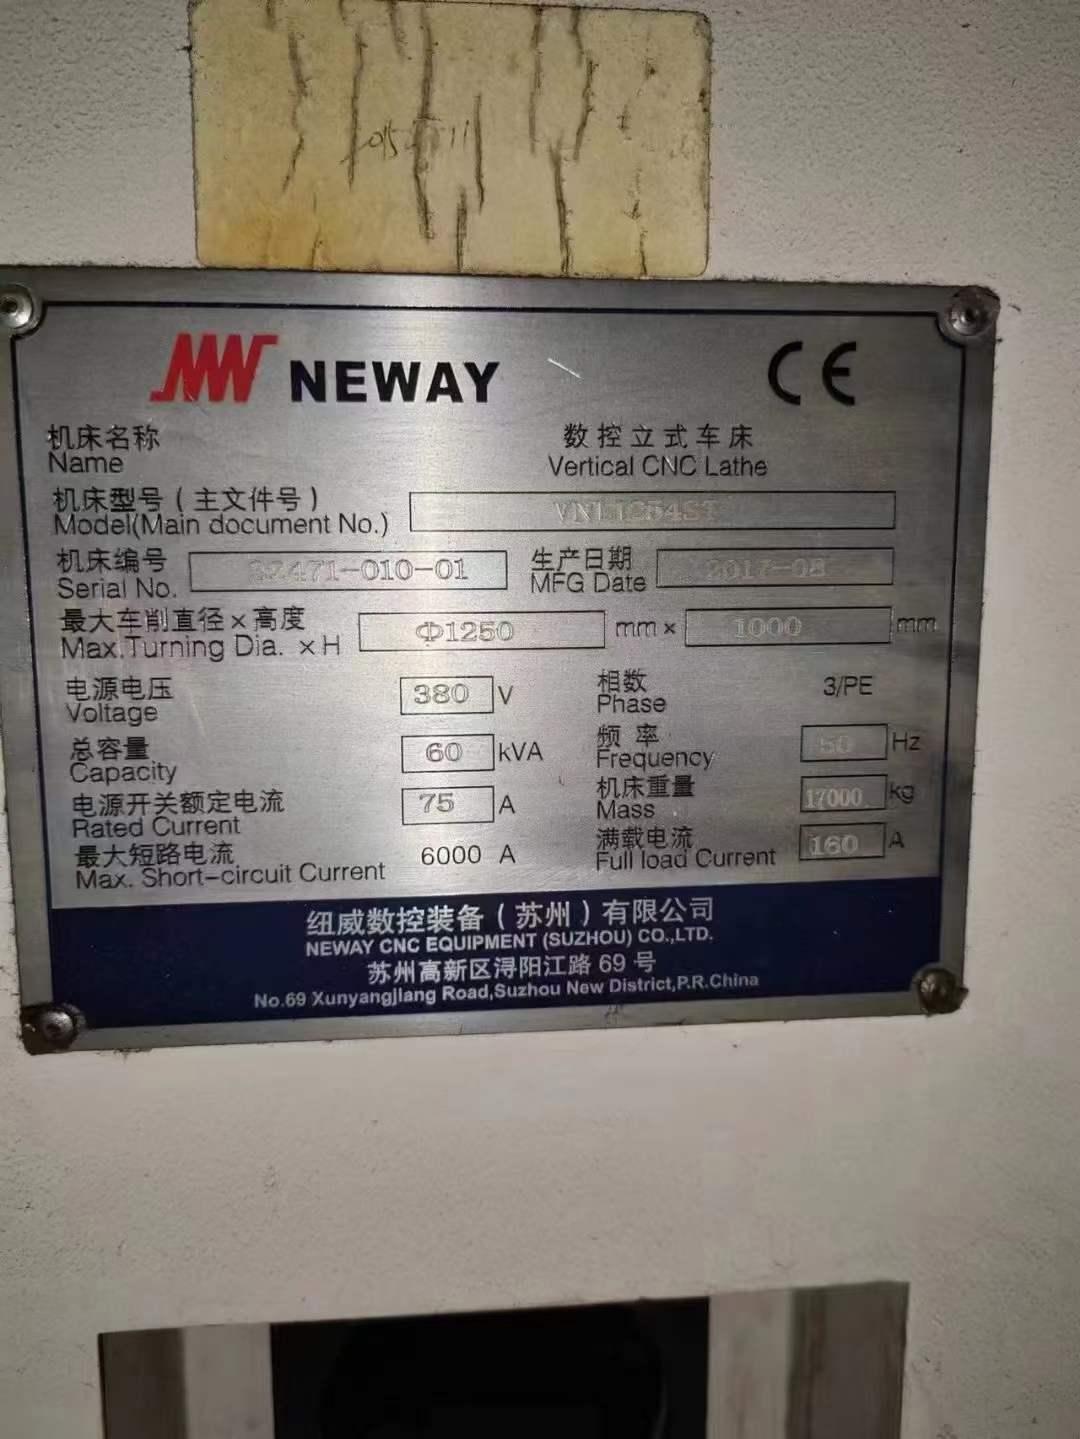 NEWAY
CE
机床名称 数控立式车床
Name Vertical CNC Lathe
机床型号(主文件号)
Model(Main document No.)
机床编号 生产日期
Serial No. 22471-010-01 MFG Date 2017-08
最大车削直径×高度
Max.Turning Dia. ×H Φ1250 mm × 1000 mm
电源电压 相数
Voltage 380 V Phase 3/PE
总容量 频率
Capacity 60 kVA Frequency 50 Hz
电源开关额定电流 机床重量
Rated Current 75 A Mass 17000 kg
最大短路电流 满载电流
Max. Short-circuit Current 6000 A Full load Current 160 A
纽威数控装备(苏州)有限公司
NEWAY CNC EQUIPMENT (SUZHOU) CO.,LTD.
苏州高新区浔阳江路 69 号
No.69 Xunyangjiang Road,Suzhou New District,P.R.China